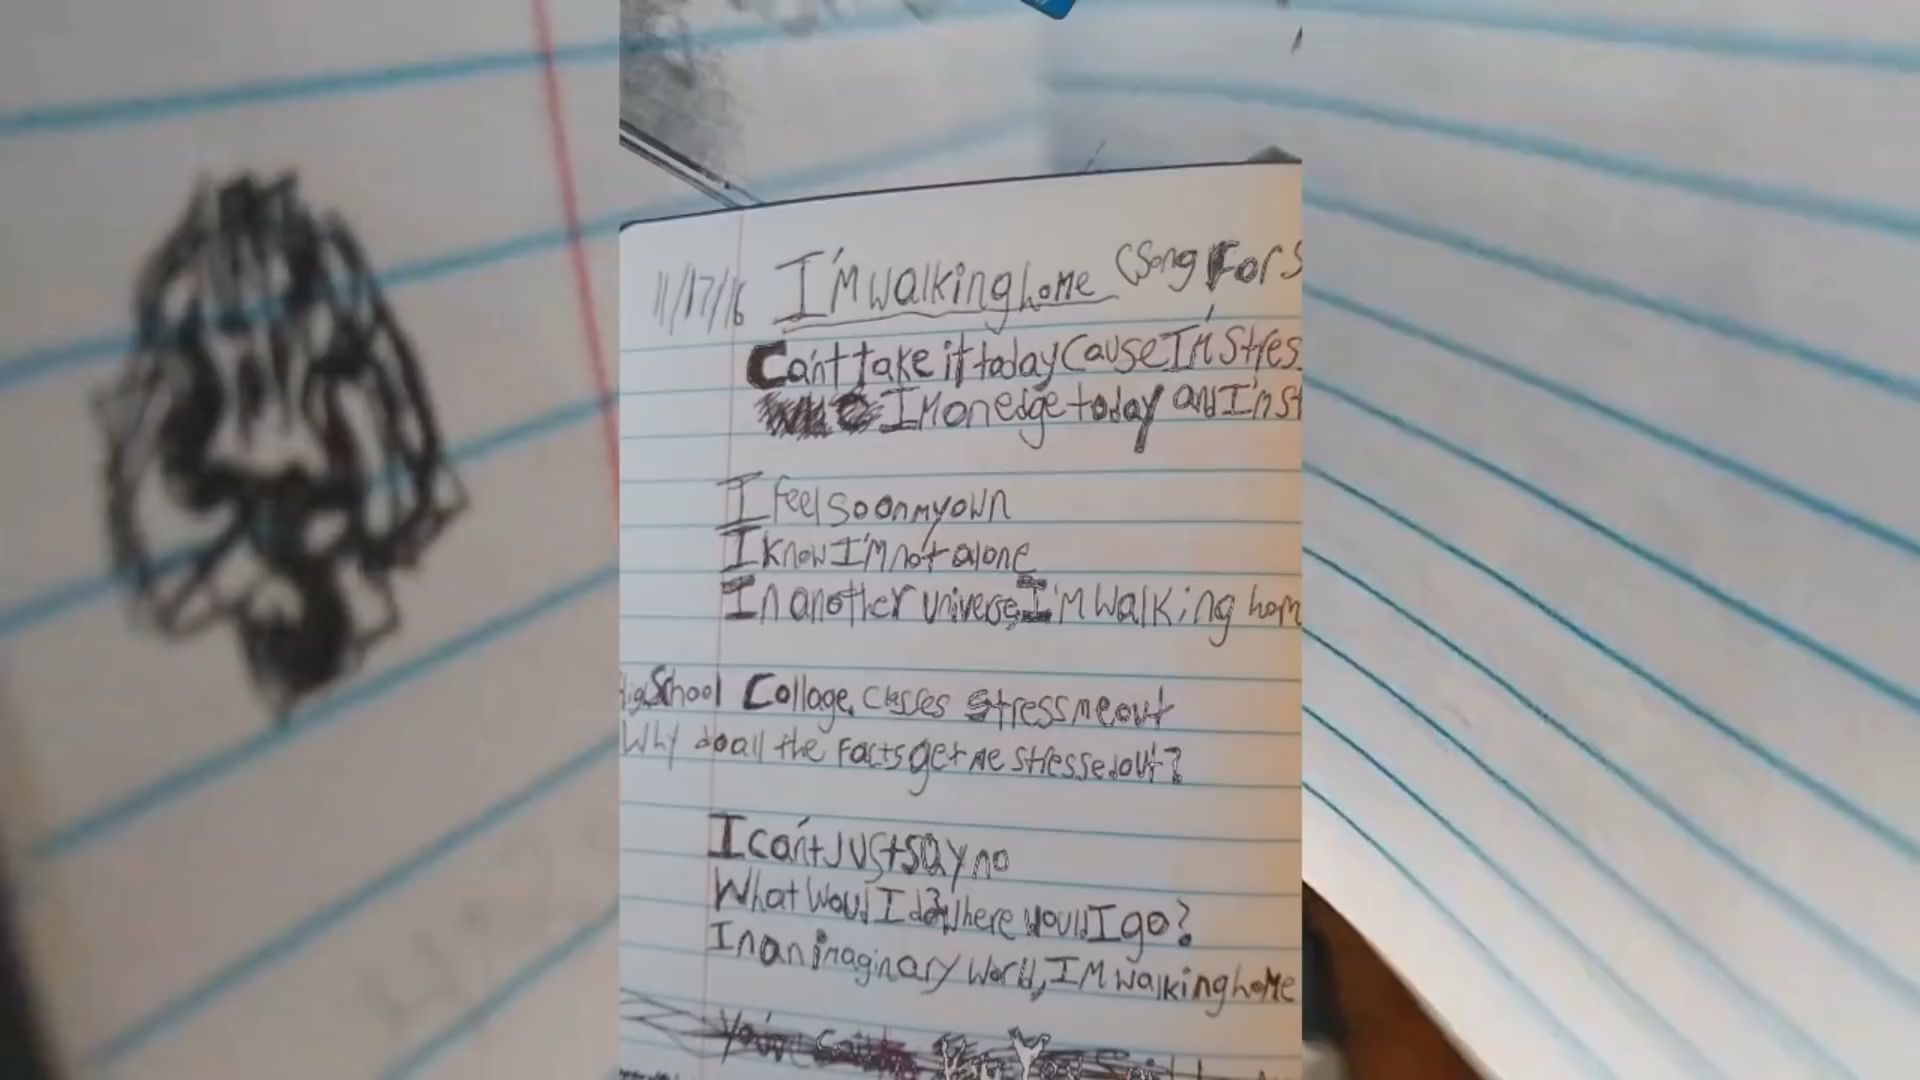 11/17/16 I'm walking home (Song For S
Can't take it today cause I'm stres
I'm on edge today and I'm st
I feel so on my own
I know I'm not alone
In another universe, I'm walking hom
School Collage, classes stress me out
Why do all the facts get me stressed out?
I can't just say no
What would I do? Where would I go?
In an imaginary world, I'm walking home